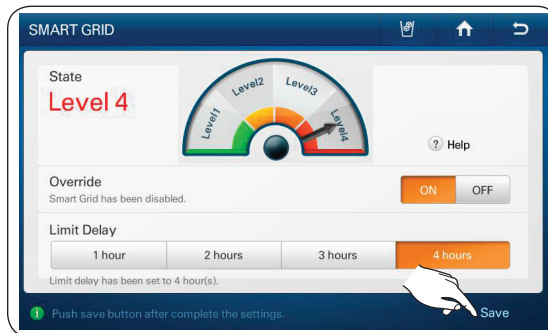 SMART GRID
State
Level 4
Level1
Level2
Level3
Level4
? Help
Override
Smart Grid has been disabled.
ON OFF
Limit Delay
1 hour 2 hours 3 hours 4 hours
Limit delay has been set to 4 hour(s).
i Push save button after complete the settings.
Save